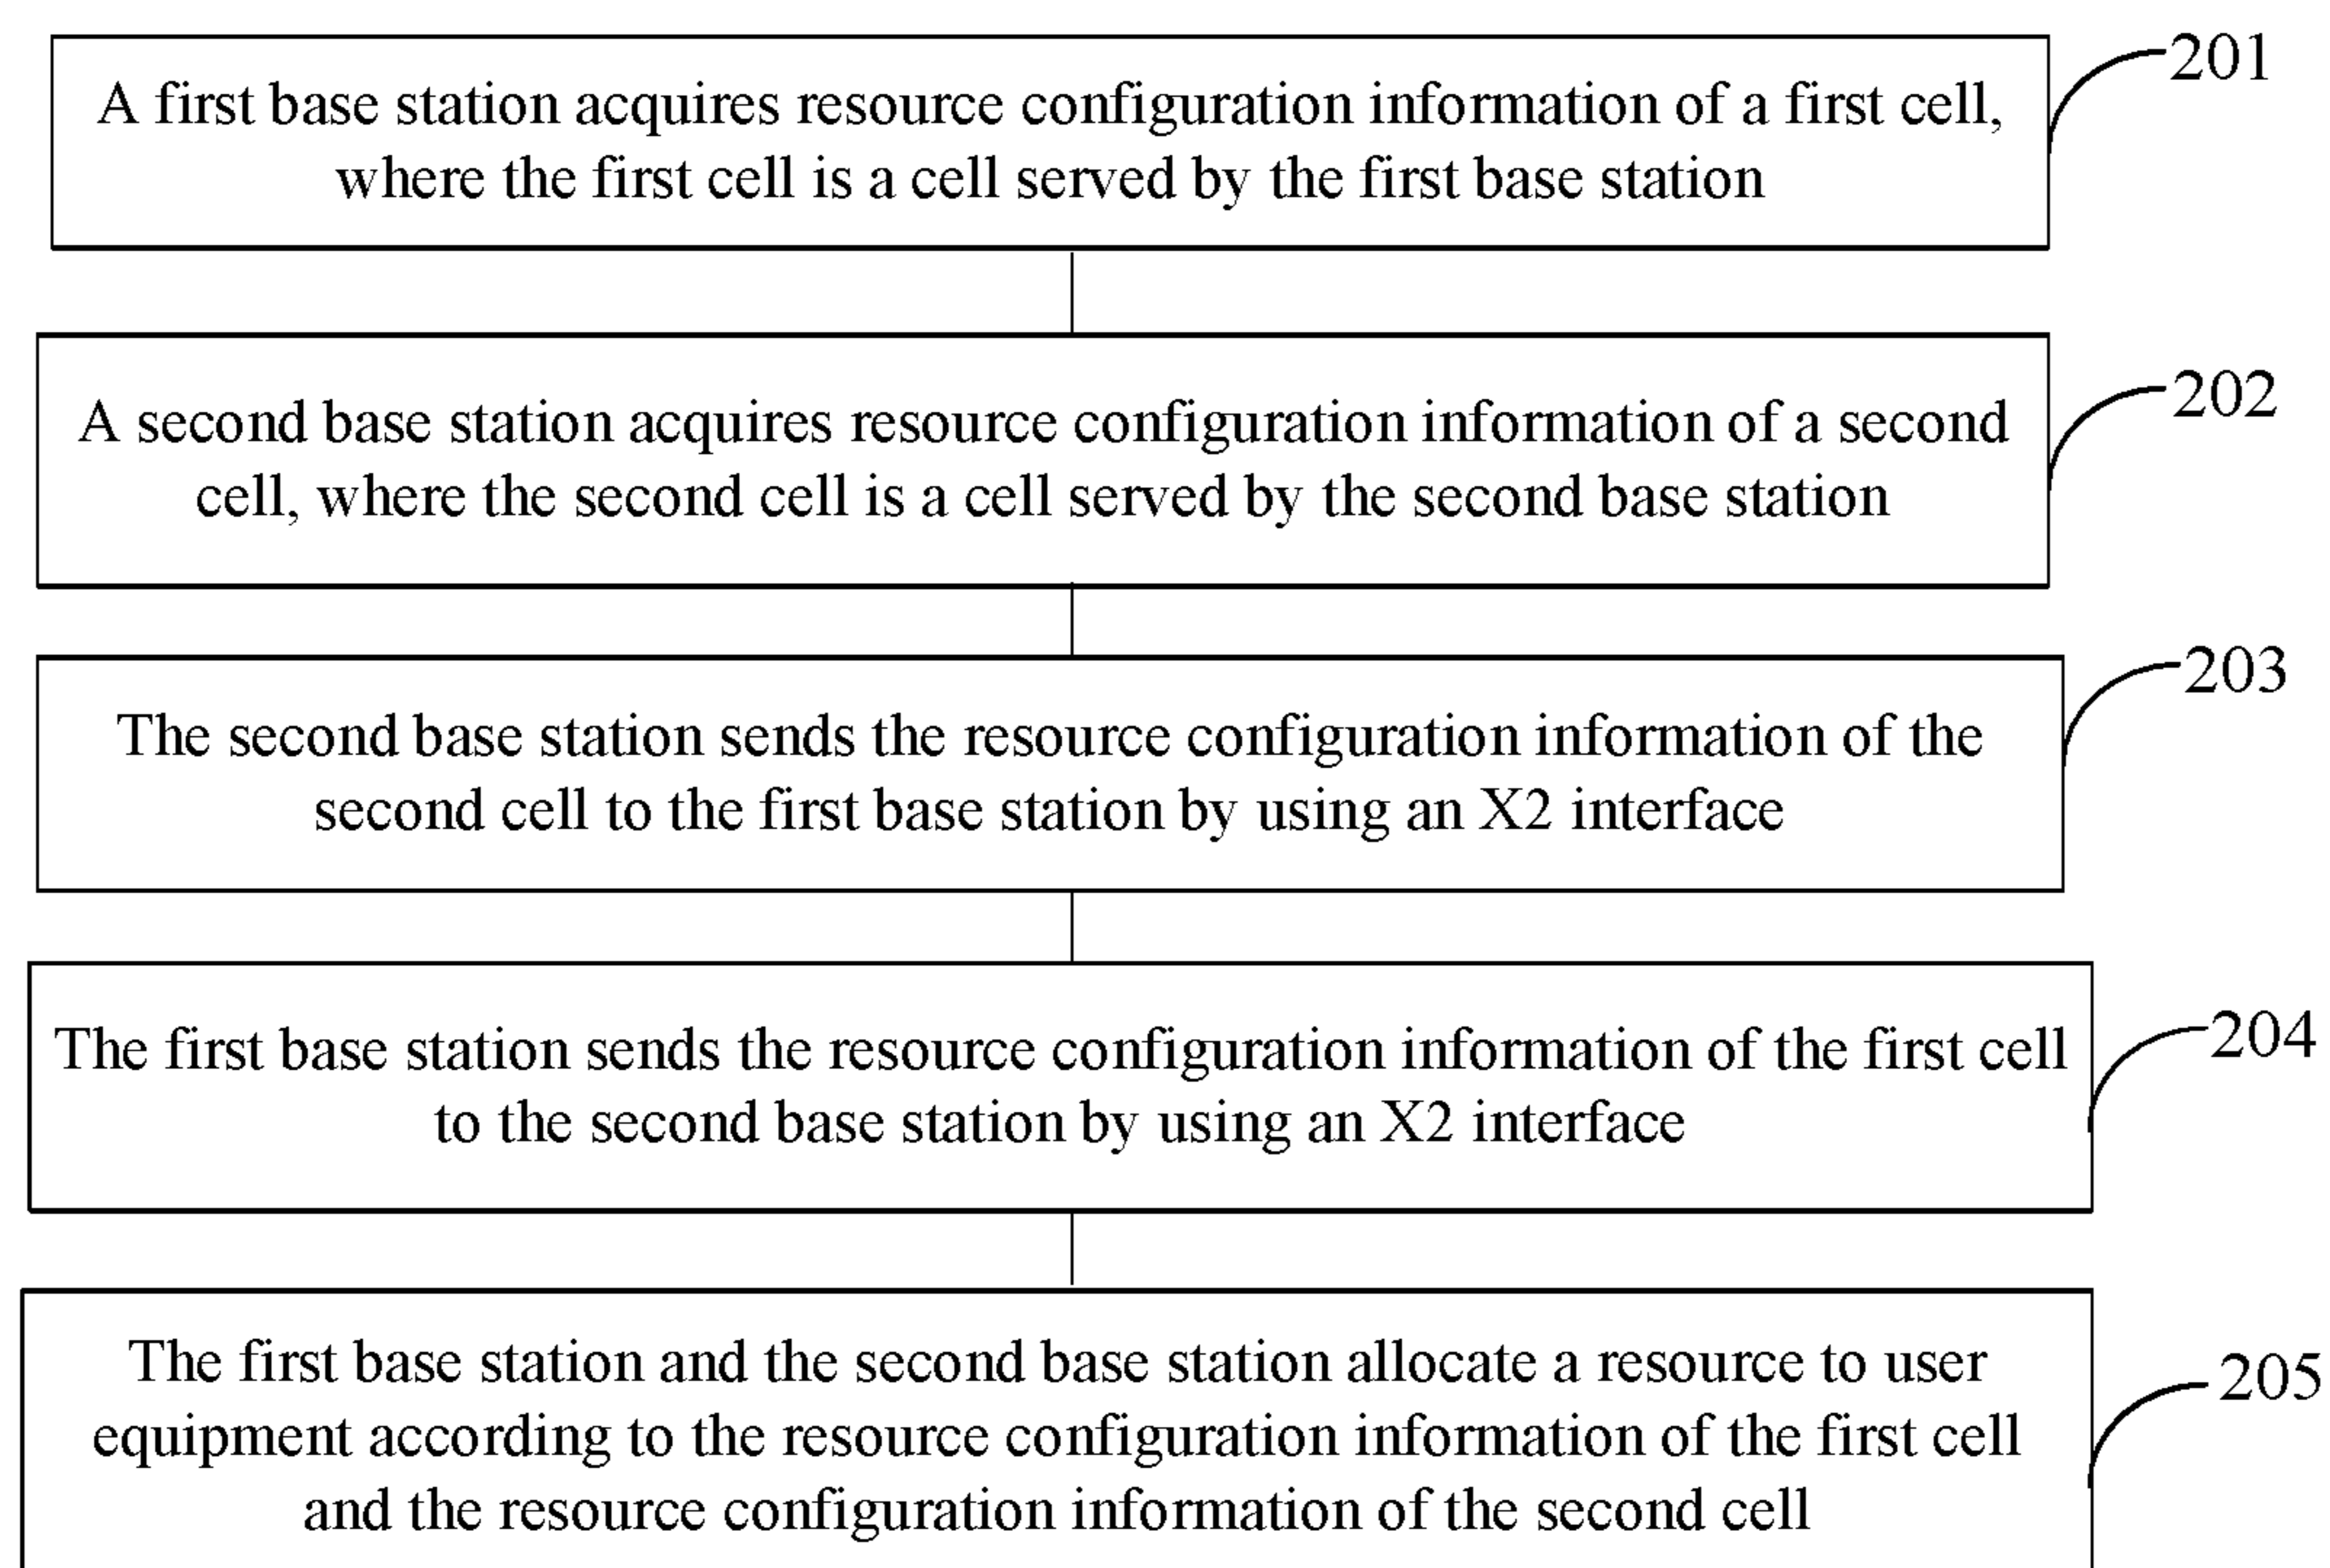 A first base station acquires resource configuration information of a first cell,
where the first cell is a cell served by the first base station
201
A second base station acquires resource configuration information of a second
cell, where the second cell is a cell served by the second base station
202
The second base station sends the resource configuration information of the
second cell to the first base station by using an X2 interface
203
The first base station sends the resource configuration information of the first cell
to the second base station by using an X2 interface
204
The first base station and the second base station allocate a resource to user
equipment according to the resource configuration information of the first cell
and the resource configuration information of the second cell
205